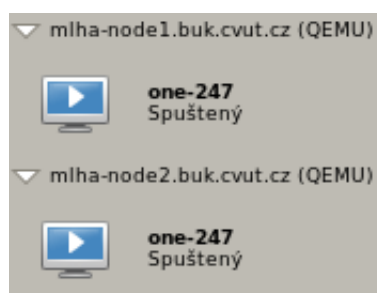 mlha-node1.buk.cvut.cz (QEMU)
one-247
Spuštený
mlha-node2.buk.cvut.cz (QEMU)
one-247
Spuštený